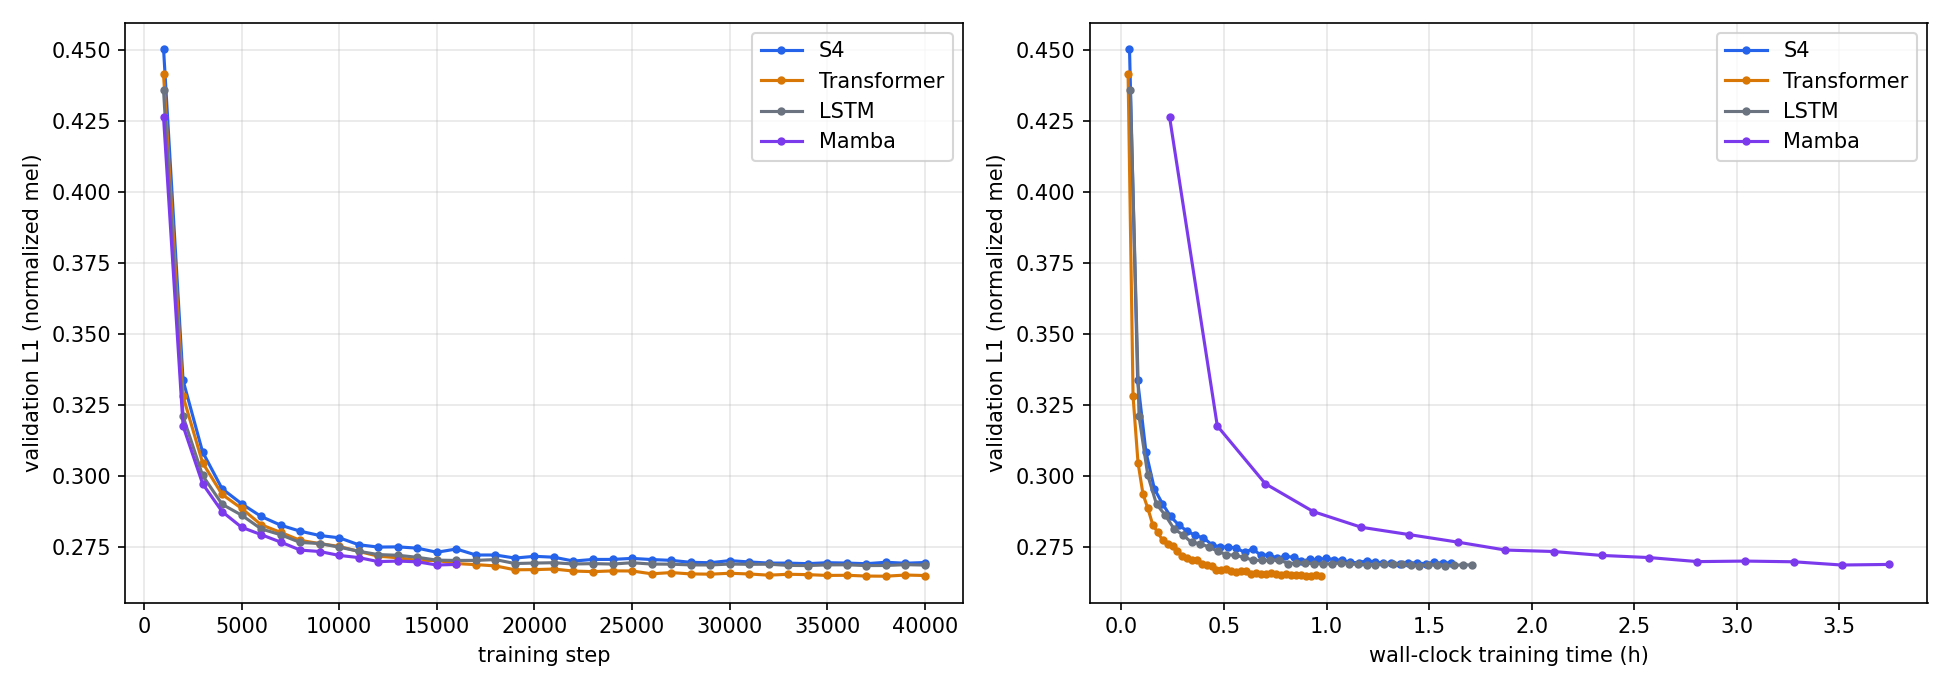 validation L1 (normalized mel)
0.450
0.425
0.400
0.375
0.350
0.325
0.300
0.275
0 5000 10000 15000 20000 25000 30000 35000 40000
training step
S4
Transformer
LSTM
Mamba
validation L1 (normalized mel)
0.450
0.425
0.400
0.375
0.350
0.325
0.300
0.275
0.0 0.5 1.0 1.5 2.0 2.5 3.0 3.5
wall-clock training time (h)
S4
Transformer
LSTM
Mamba